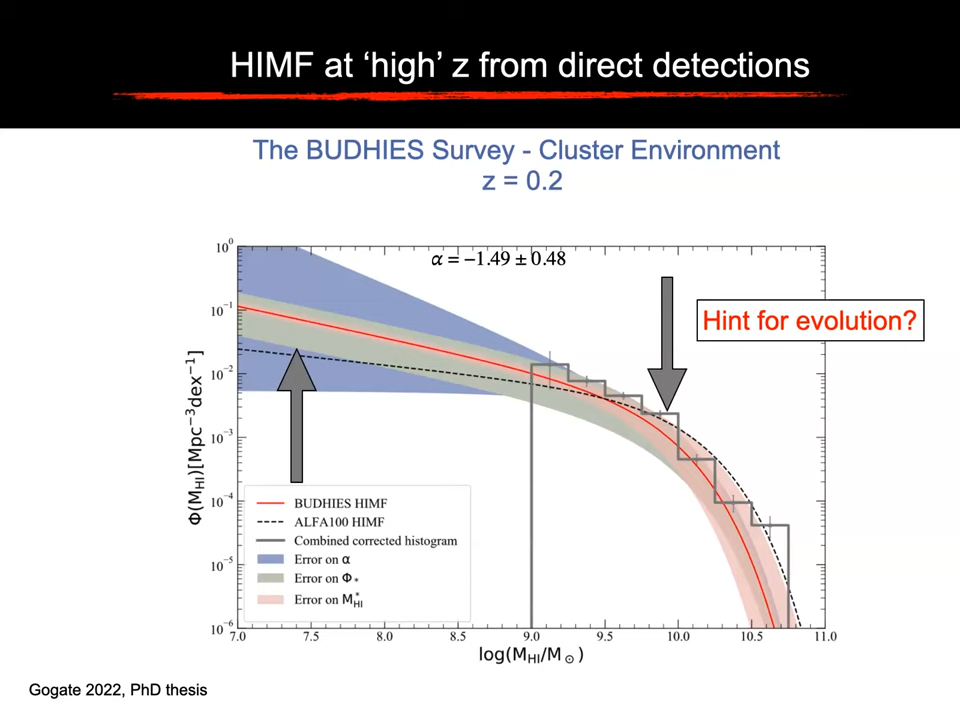 HIMF at ‘high’ z from direct detections
The BUDHIES Survey - Cluster Environment
z = 0.2
α = −1.49 ± 0.48
Hint for evolution?
10⁰
10⁻¹
10⁻²
10⁻³
10⁻⁴
10⁻⁵
10⁻⁶
Φ(M_HI)[Mpc⁻³dex⁻¹]
BUDHIES HIMF
ALFA100 HIMF
Combined corrected histogram
Error on α
Error on Φ*
Error on M*_HI
7.0 7.5 8.0 8.5 9.0 9.5 10.0 10.5 11.0
log(M_HI/M_⊙)
Gogate 2022, PhD thesis